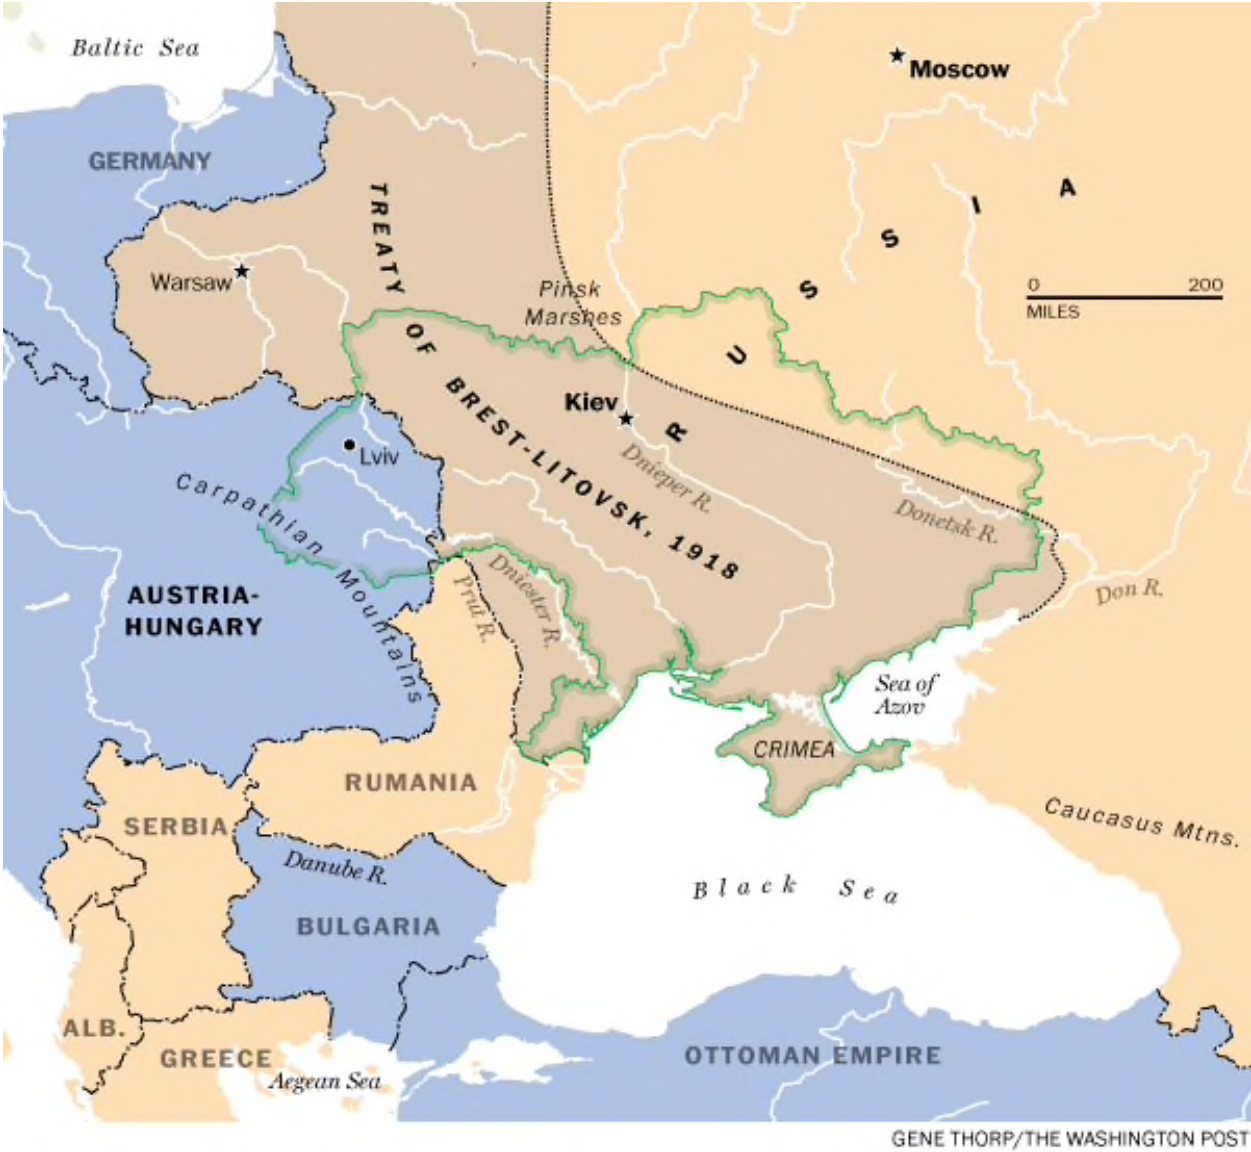 Baltic Sea
Moscow
GERMANY
TREATY OF BREST-LITOVSK, 1918
RUSSIA
Warsaw
Pinsk
Marshes
0 200
MILES
Kiev
Lviv
Dnieper R.
Donetsk R.
Carpathian Mountains
AUSTRIA-
HUNGARY
Prut R.
Dniester R.
Don R.
Sea of
Azov
CRIMEA
RUMANIA
SERBIA
Caucasus Mtns.
Danube R.
Black Sea
BULGARIA
ALB.
GREECE
Aegean Sea
OTTOMAN EMPIRE
GENE THORP/THE WASHINGTON POST